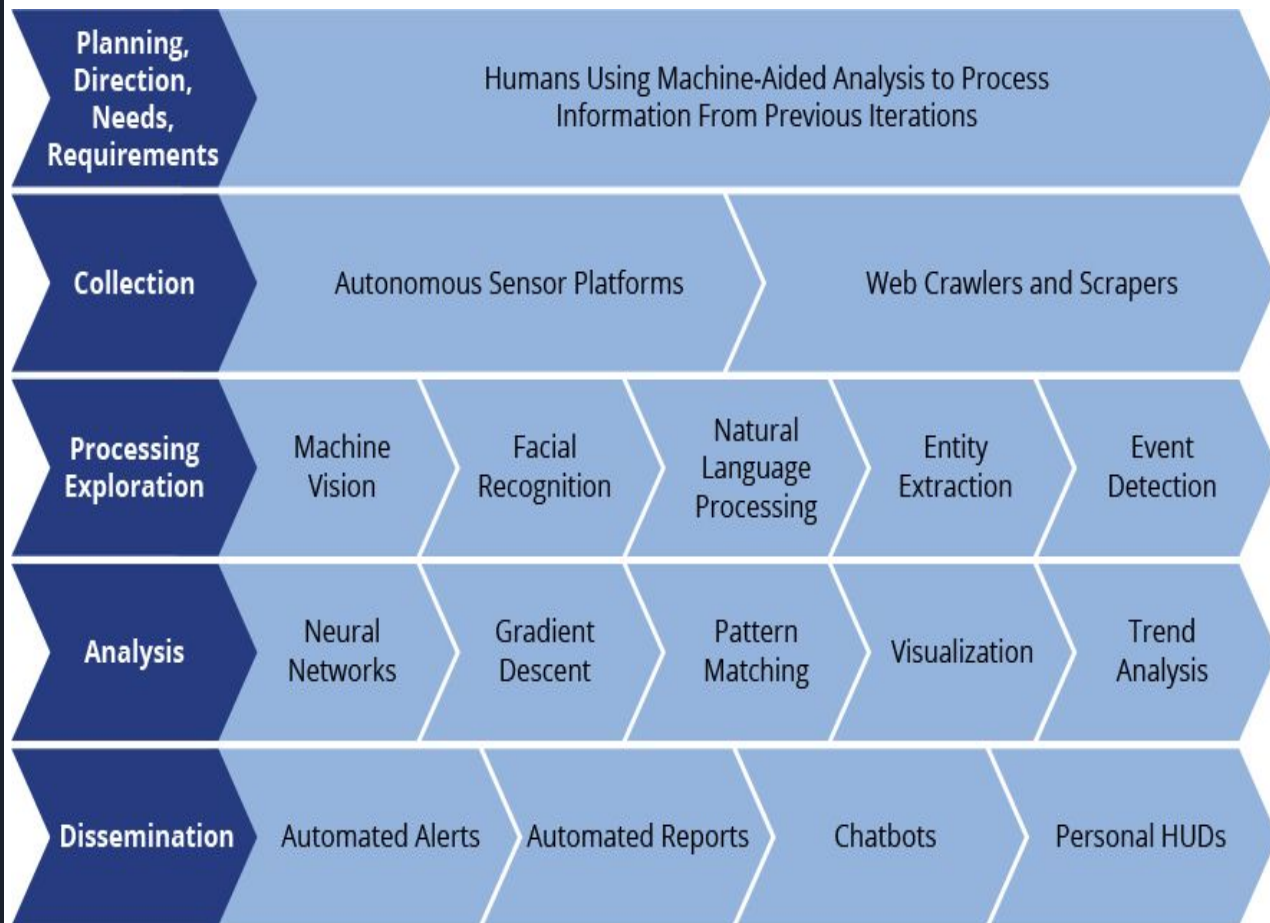 Planning,
Direction,
Needs,
Requirements
Humans Using Machine-Aided Analysis to Process
Information From Previous Iterations
Collection
Autonomous Sensor Platforms
Web Crawlers and Scrapers
Processing
Exploration
Machine
Vision
Facial
Recognition
Natural
Language
Processing
Entity
Extraction
Event
Detection
Analysis
Neural
Networks
Gradient
Descent
Pattern
Matching
Visualization
Trend
Analysis
Dissemination
Automated Alerts
Automated Reports
Chatbots
Personal HUDs